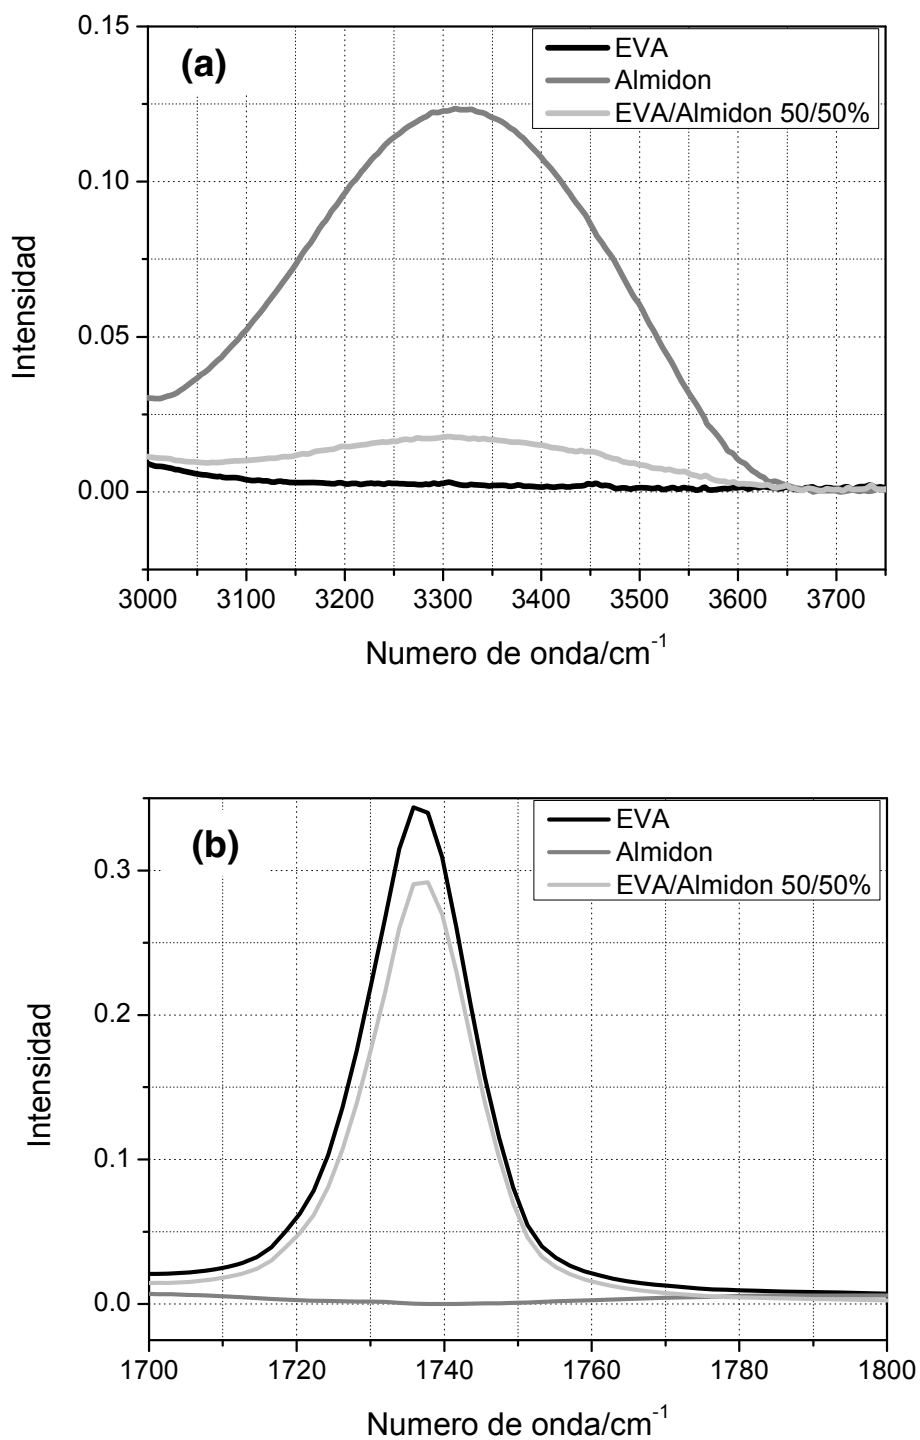 (a)
EVA
Almidon
EVA/Almidon 50/50%
0.15
0.10
0.05
0.00
Intensidad
3000 3100 3200 3300 3400 3500 3600 3700
Numero de onda/cm-1
(b)
EVA
Almidon
EVA/Almidon 50/50%
0.3
0.2
0.1
0.0
Intensidad
1700 1720 1740 1760 1780 1800
Numero de onda/cm-1